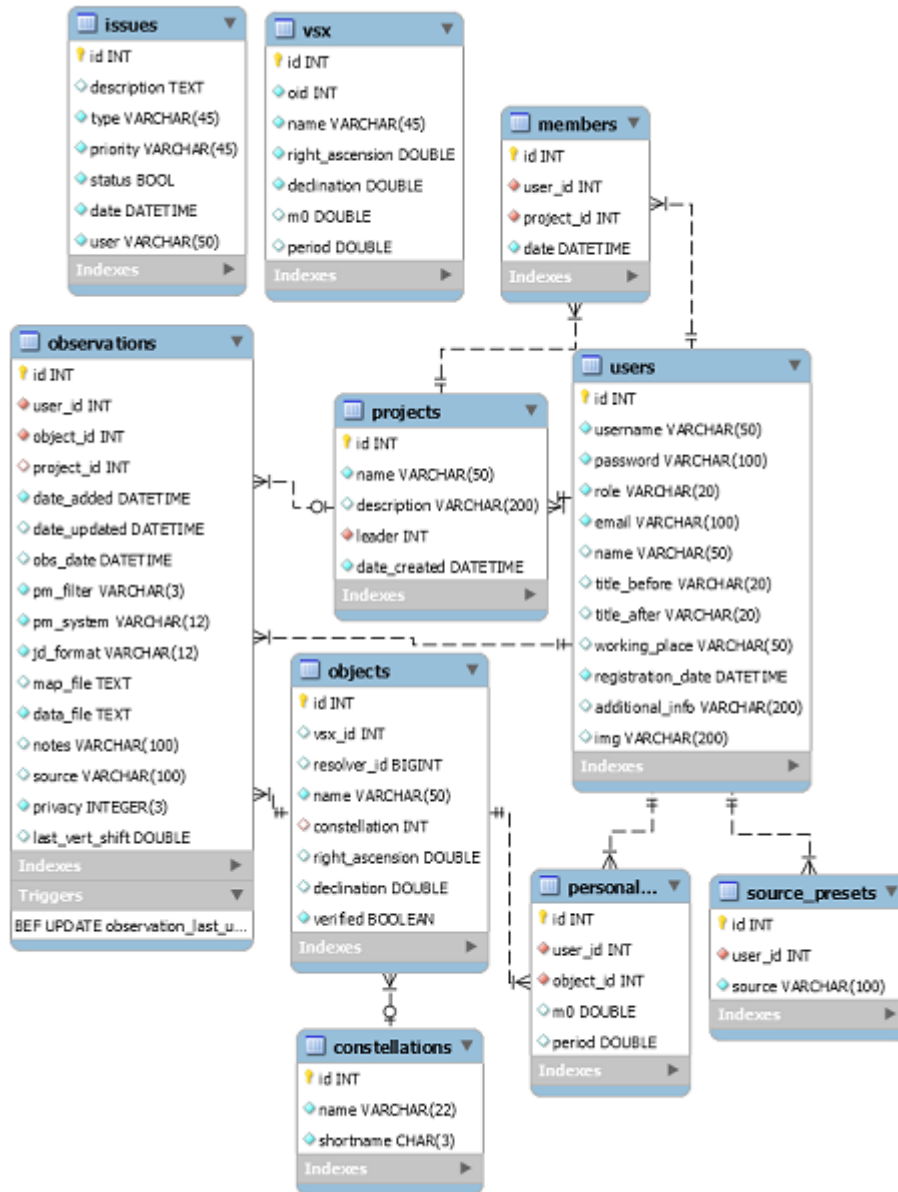 issues
id INT
description TEXT
type VARCHAR(45)
priority VARCHAR(45)
status BOOL
date DATETIME
user VARCHAR(50)
Indexes
vsx
id INT
oid INT
name VARCHAR(45)
right_ascension DOUBLE
declination DOUBLE
m0 DOUBLE
period DOUBLE
Indexes
members
id INT
user_id INT
project_id INT
date DATETIME
Indexes
observations
id INT
user_id INT
object_id INT
project_id INT
date_added DATETIME
date_updated DATETIME
obs_date DATETIME
pm_filter VARCHAR(3)
pm_system VARCHAR(12)
jd_format VARCHAR(12)
map_file TEXT
data_file TEXT
notes VARCHAR(100)
source VARCHAR(100)
privacy INTEGER(3)
last_vert_shift DOUBLE
Indexes
Triggers
BEF UPDATE observation_last_u...
projects
id INT
name VARCHAR(50)
description VARCHAR(200)
leader INT
date_created DATETIME
Indexes
users
id INT
username VARCHAR(50)
password VARCHAR(100)
role VARCHAR(20)
email VARCHAR(100)
name VARCHAR(50)
title_before VARCHAR(20)
title_after VARCHAR(20)
working_place VARCHAR(50)
registration_date DATETIME
additional_info VARCHAR(200)
img VARCHAR(200)
Indexes
objects
id INT
vsx_id INT
resolver_id BIGINT
name VARCHAR(50)
constellation INT
right_ascension DOUBLE
declination DOUBLE
verified BOOLEAN
Indexes
personal...
id INT
user_id INT
object_id INT
m0 DOUBLE
period DOUBLE
Indexes
source_presets
id INT
user_id INT
source VARCHAR(100)
Indexes
constellations
id INT
name VARCHAR(22)
shortname CHAR(3)
Indexes